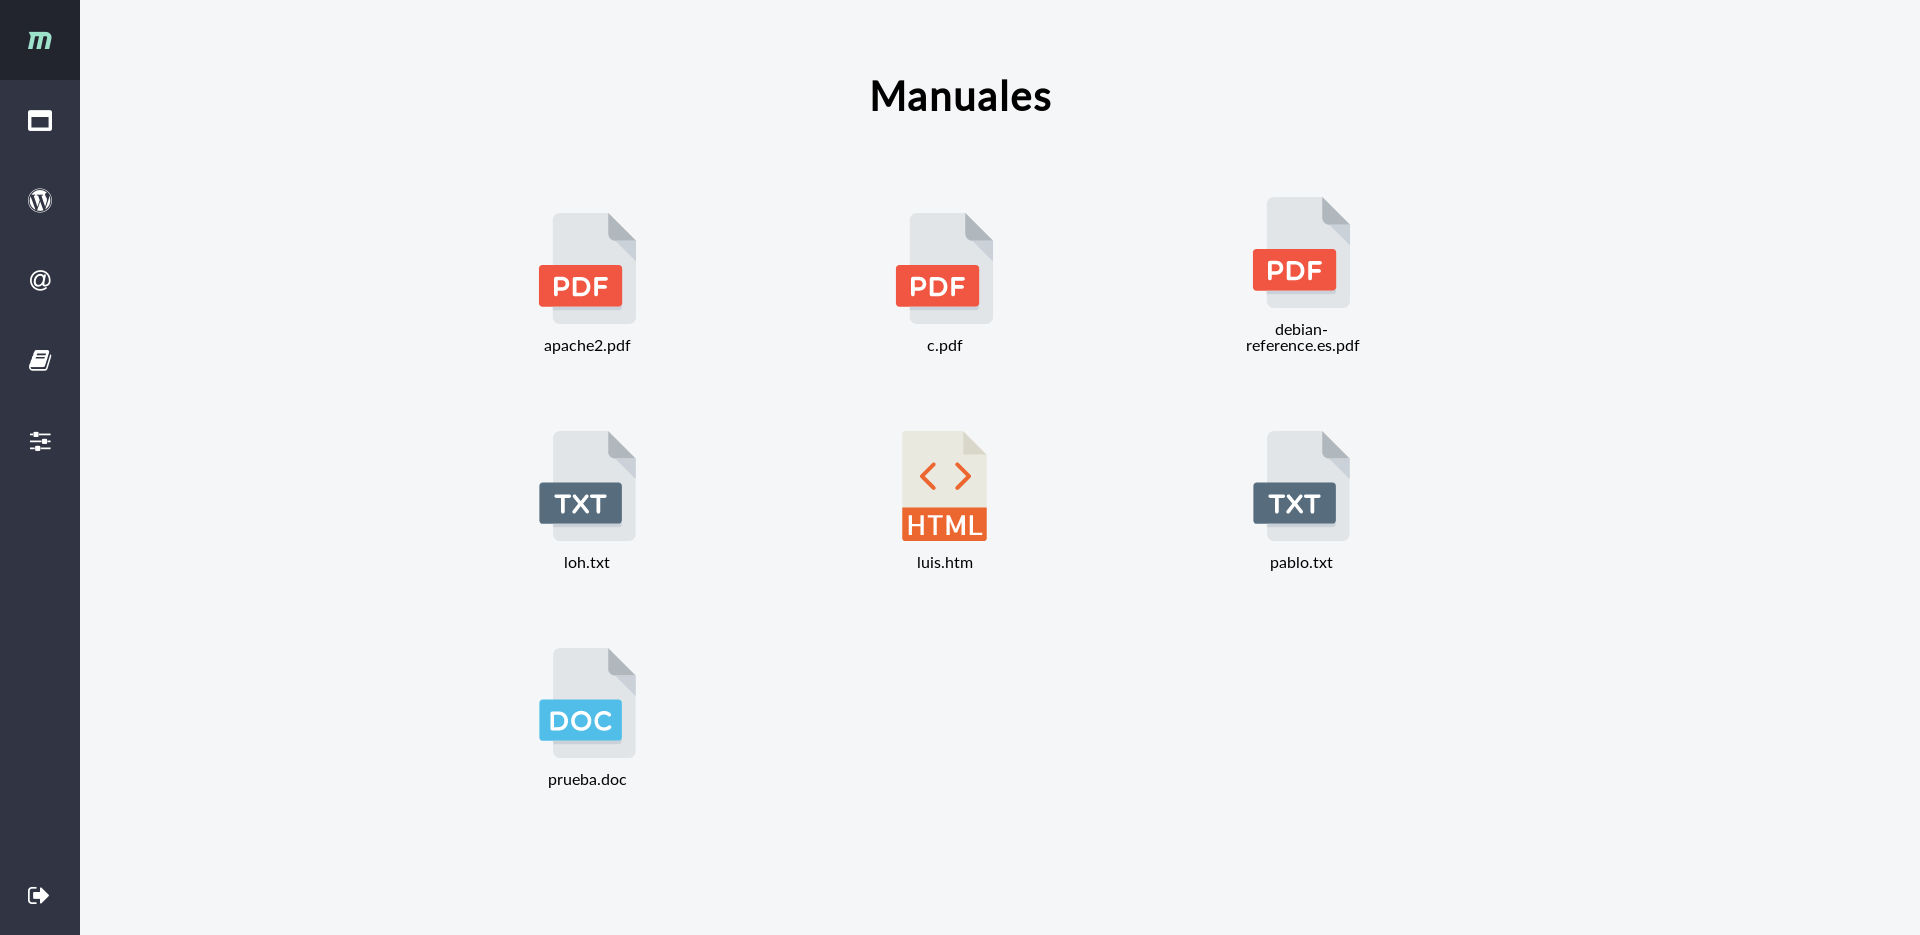 m
Manuales
PDF
apache2.pdf
PDF
c.pdf
PDF
debian-
reference.es.pdf
TXT
loh.txt
< >
HTML
luis.htm
TXT
pablo.txt
DOC
prueba.doc
@